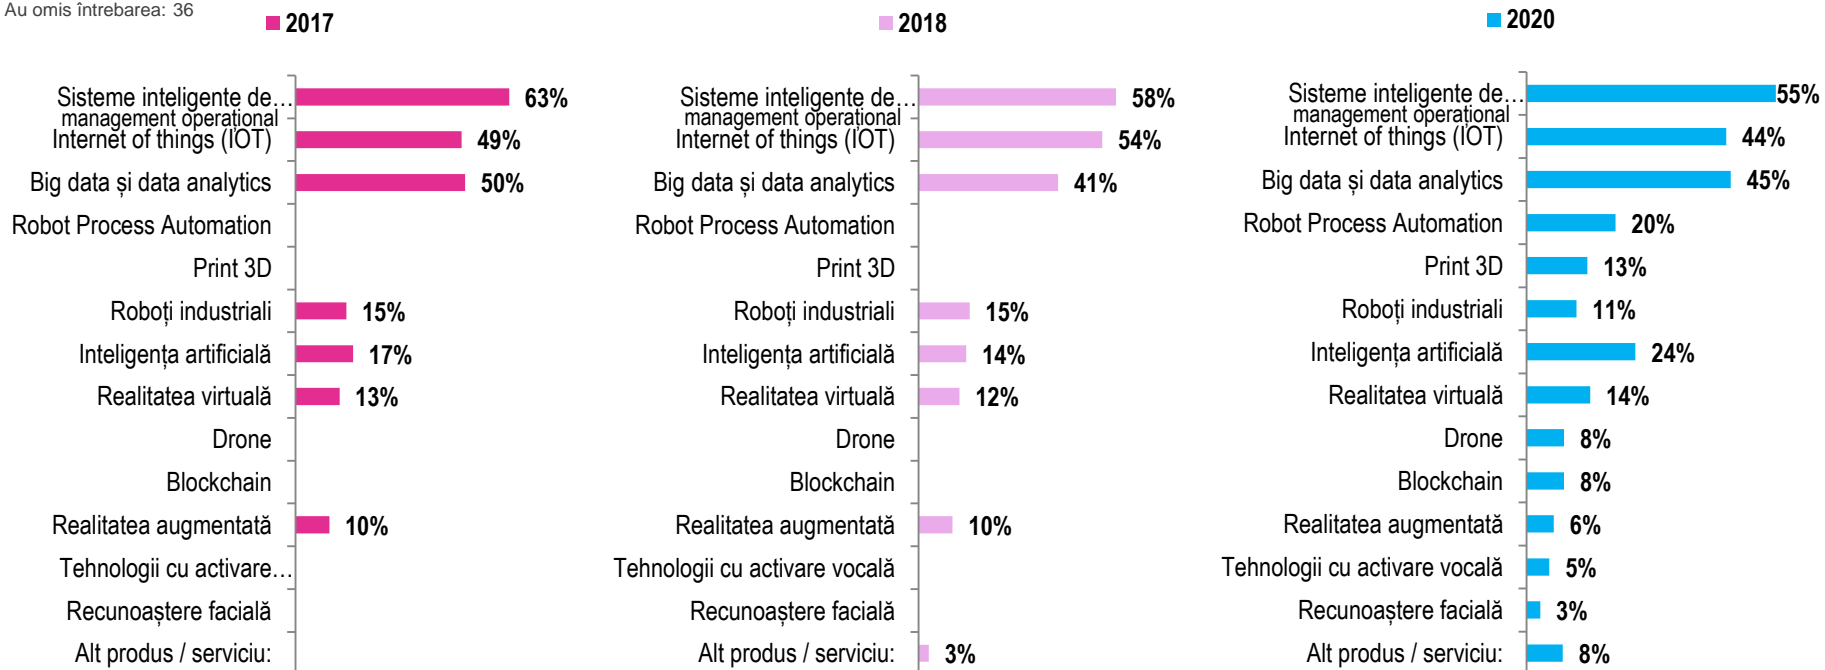 Au omis întrebarea: 36
2017
Sisteme inteligente de…
management operațional
63%
Internet of things (IOT)
49%
Big data și data analytics
50%
Robot Process Automation
Print 3D
Roboți industriali
15%
Inteligența artificială
17%
Realitatea virtuală
13%
Drone
Blockchain
Realitatea augmentată
10%
Tehnologii cu activare…
Recunoaștere facială
Alt produs / serviciu:
2018
Sisteme inteligente de…
management operațional
58%
Internet of things (IOT)
54%
Big data și data analytics
41%
Robot Process Automation
Print 3D
Roboți industriali
15%
Inteligența artificială
14%
Realitatea virtuală
12%
Drone
Blockchain
Realitatea augmentată
10%
Tehnologii cu activare vocală
Recunoaștere facială
Alt produs / serviciu:
3%
2020
Sisteme inteligente de…
management operațional
55%
Internet of things (IOT)
44%
Big data și data analytics
45%
Robot Process Automation
20%
Print 3D
13%
Roboți industriali
11%
Inteligența artificială
24%
Realitatea virtuală
14%
Drone
8%
Blockchain
8%
Realitatea augmentată
6%
Tehnologii cu activare vocală
5%
Recunoaștere facială
3%
Alt produs / serviciu:
8%